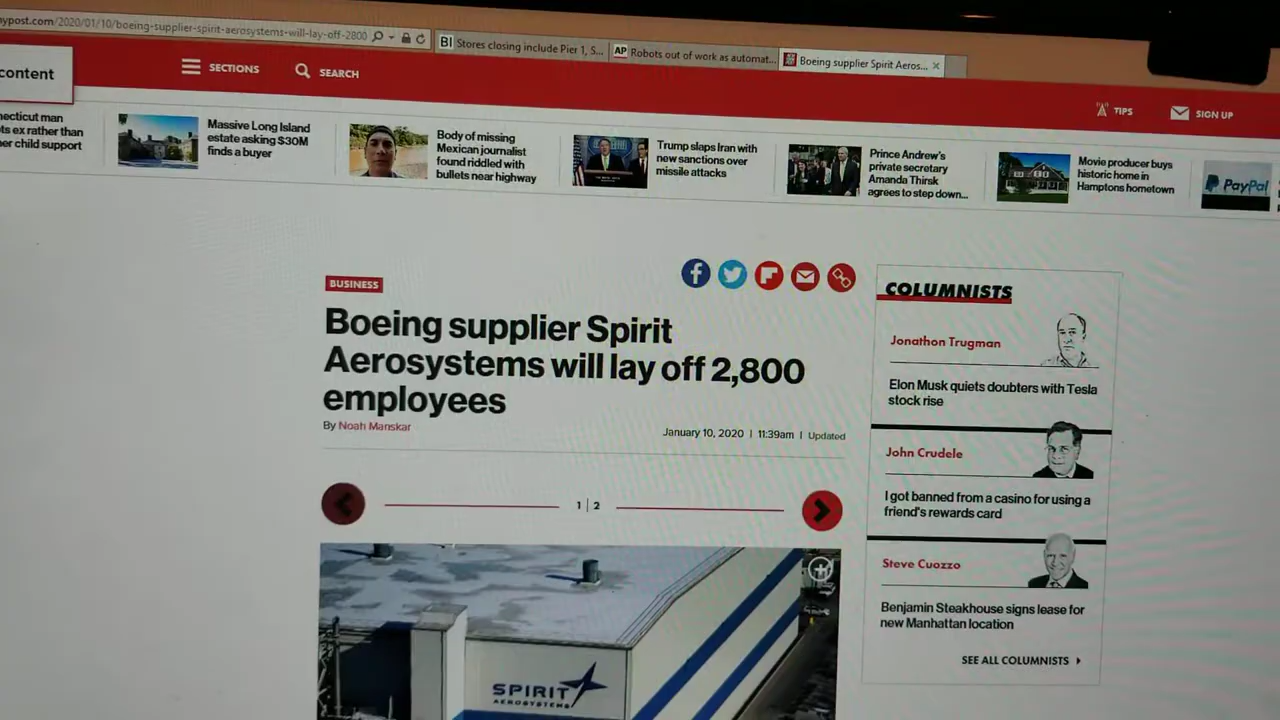 ypost.com/2020/01/10/boeing-supplier-spirit-aerosystems-will-lay-off-2800
BI Stores closing include Pier 1, S...
AP Robots out of work as automat...
Boeing supplier Spirit Aeros... ×
content
SECTIONS
SEARCH
TIPS
SIGN UP
necticut man
ts ex rather than
er child support
Massive Long Island
estate asking $30M
finds a buyer
Body of missing
Mexican journalist
found riddled with
bullets near highway
Trump slaps Iran with
new sanctions over
missile attacks
Prince Andrew's
private secretary
Amanda Thirsk
agrees to step down...
Movie producer buys
historic home in
Hamptons hometown
PayPal
BUSINESS
Boeing supplier Spirit
Aerosystems will lay off 2,800
employees
By Noah Manskar
January 10, 2020 | 11:39am | Updated
1 | 2
SPIRIT
AEROSYSTEMS
COLUMNISTS
Jonathon Trugman
Elon Musk quiets doubters with Tesla
stock rise
John Crudele
I got banned from a casino for using a
friend's rewards card
Steve Cuozzo
Benjamin Steakhouse signs lease for
new Manhattan location
SEE ALL COLUMNISTS